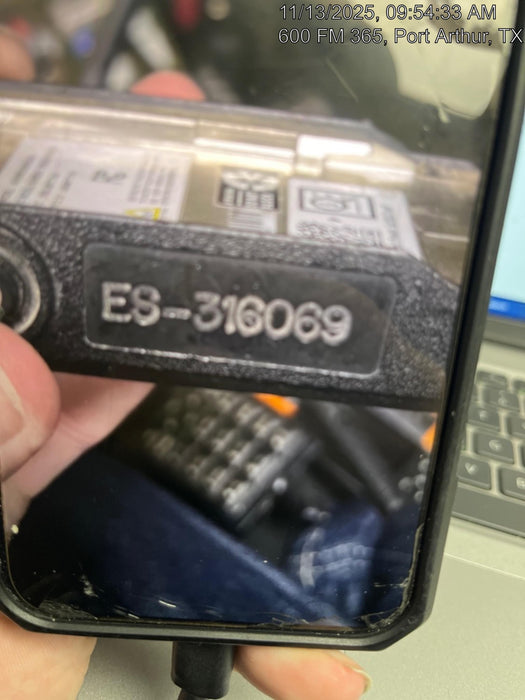 11/13/2025, 09:54:33 AM
600 FM 365, Port Arthur, TX
ES-316069